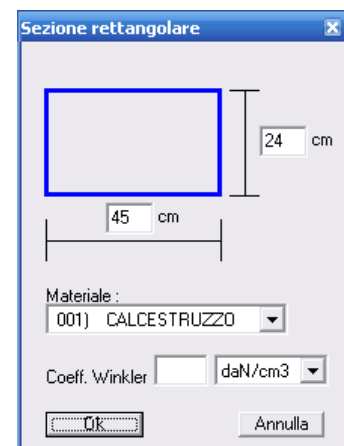 Sezione rettangolare
24 cm
45 cm
Materiale :
001) CALCESTRUZZO
Coeff. Winkler daN/cm3
Ok Annulla